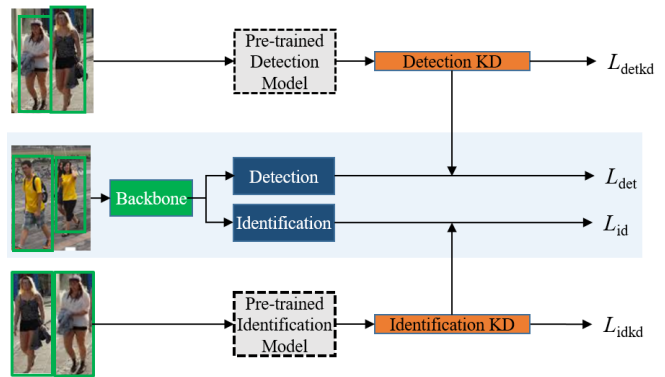 Pre-trained
Detection
Model
Detection KD
L_detkd
Backbone
Detection
L_det
Identification
L_id
Pre-trained
Identification
Model
Identification KD
L_idkd